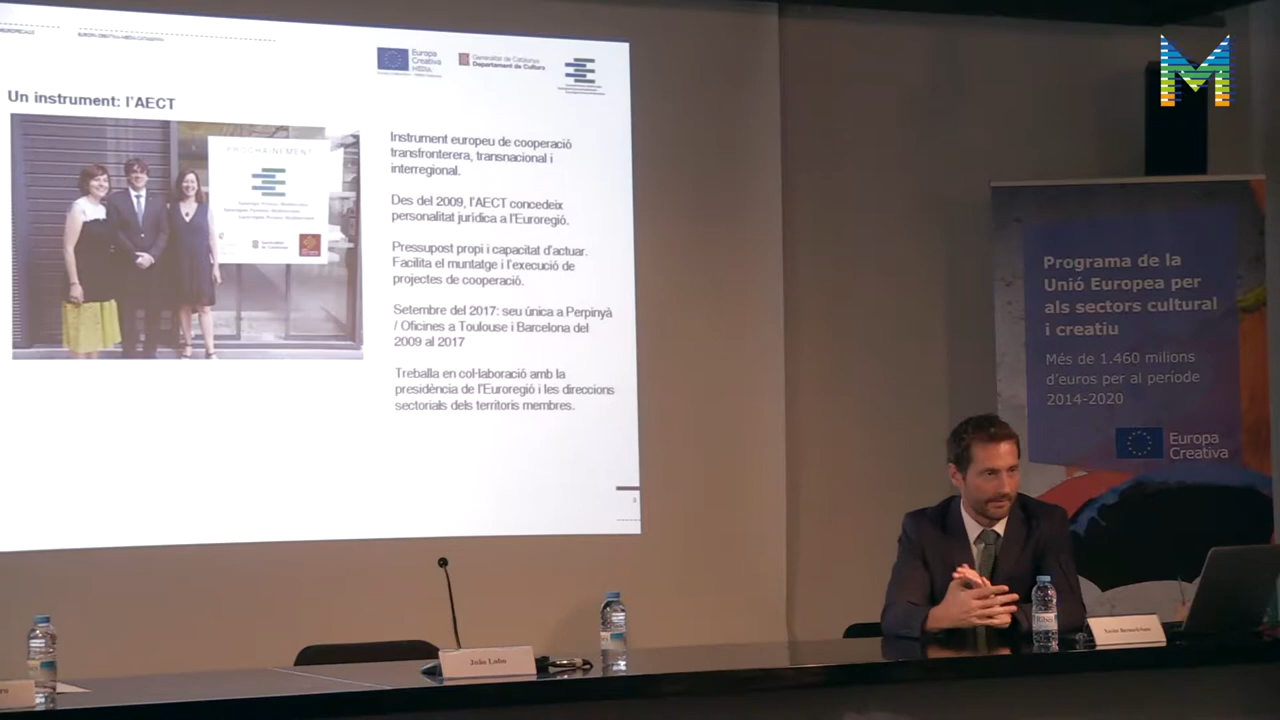 Europa
Creativa
MEDIA
Generalitat de Catalunya
Departament de Cultura
Un instrument: l'AECT
PROCHAINEMENT
Instrument europeu de cooperació
transfronterera, transnacional i
interregional.
Des del 2009, l'AECT concedeix
personalitat jurídica a l'Euroregió.
Pressupost propi i capacitat d'actuar.
Facilita el muntatge i l'execució de
projectes de cooperació.
Setembre del 2017: seu única a Perpinyà
/ Oficines a Toulouse i Barcelona del
2009 al 2017
Treballa en col·laboració amb la
presidència de l'Euroregió i les direccions
sectorials dels territoris membres.
M
Programa de la
Unió Europea per
als sectors cultural
i creatiu
Més de 1.460 milions
d'euros per al període
2014-2020
Europa
Creativa
João Lobo
Ribes
Xavier